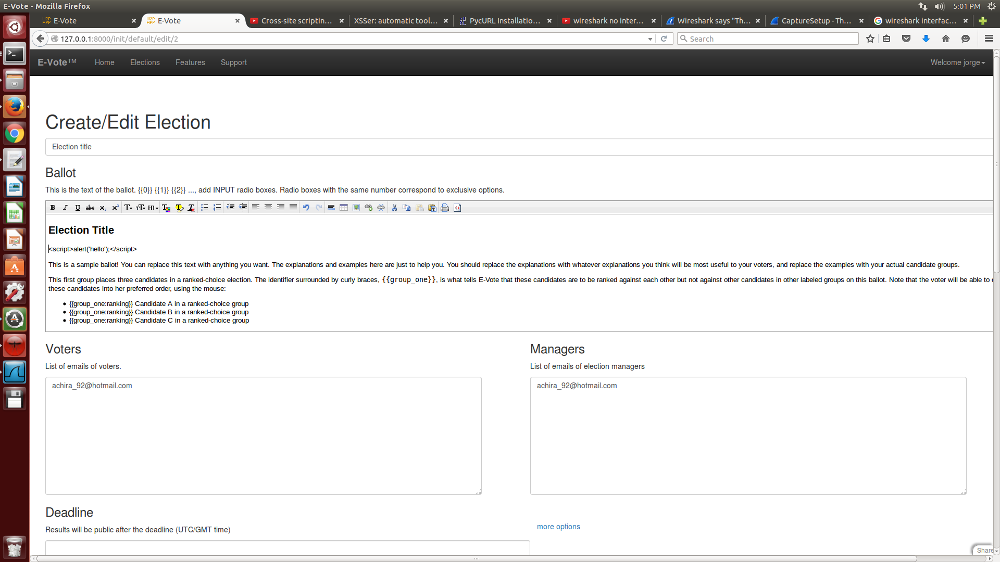 E-Vote - Mozilla Firefox
5:01 PM
E-Vote
E-Vote
Cross-site scriptin...
XSSer: automatic tool...
PycURL Installatio...
wireshark no inter...
Wireshark says "Th...
CaptureSetup - Th...
wireshark interfac...
127.0.0.1:8000/init/default/edit/2
Search
E-Vote™
Home
Elections
Features
Support
Welcome jorge
Create/Edit Election
Election title
Ballot
This is the text of the ballot. {{0}} {{1}} {{2}} ..., add INPUT radio boxes. Radio boxes with the same number correspond to exclusive options.
Election Title
<script>alert('hello');</script>
This is a sample ballot! You can replace this text with anything you want. The explanations and examples here are just to help you. You should replace the explanations with whatever explanations you think will be most useful to your voters, and replace the examples with your actual candidate groups.
This first group places three candidates in a ranked-choice election. The identifier surrounded by curly braces, {{group_one}}, is what tells E-Vote that these candidates are to be ranked against each other but not against other candidates in other labeled groups on this ballot. Note that the voter will be able to
these candidates into her preferred order, using the mouse:
• {{group_one:ranking}} Candidate A in a ranked-choice group
• {{group_one:ranking}} Candidate B in a ranked-choice group
• {{group_one:ranking}} Candidate C in a ranked-choice group
Voters
List of emails of voters.
achira_92@hotmail.com
Managers
List of emails of election managers
achira_92@hotmail.com
Deadline
Results will be public after the deadline (UTC/GMT time)
more options
Share